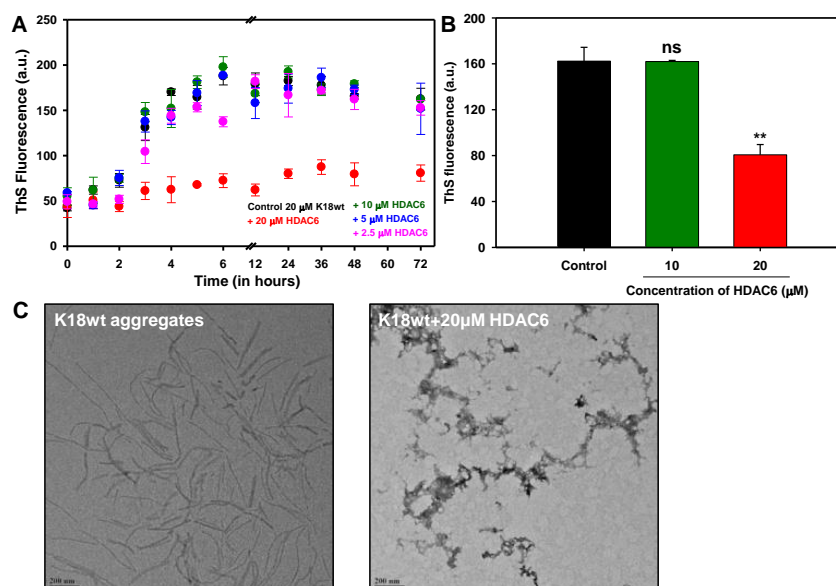 A
250
200
150
100
50
0
ThS Fluorescence (a.u.)
Control 20 µM K18wt
+ 20 µM HDAC6
+ 10 µM HDAC6
+ 5 µM HDAC6
+ 2.5 µM HDAC6
0 2 4 6 12 24 36 48 60 72
Time (in hours)
B
200
160
120
80
40
0
ThS fluorescence (a.u.)
ns
**
Control 10 20
Concentration of HDAC6 (µM)
C
K18wt aggregates
200 nm
K18wt+20µM HDAC6
200 nm